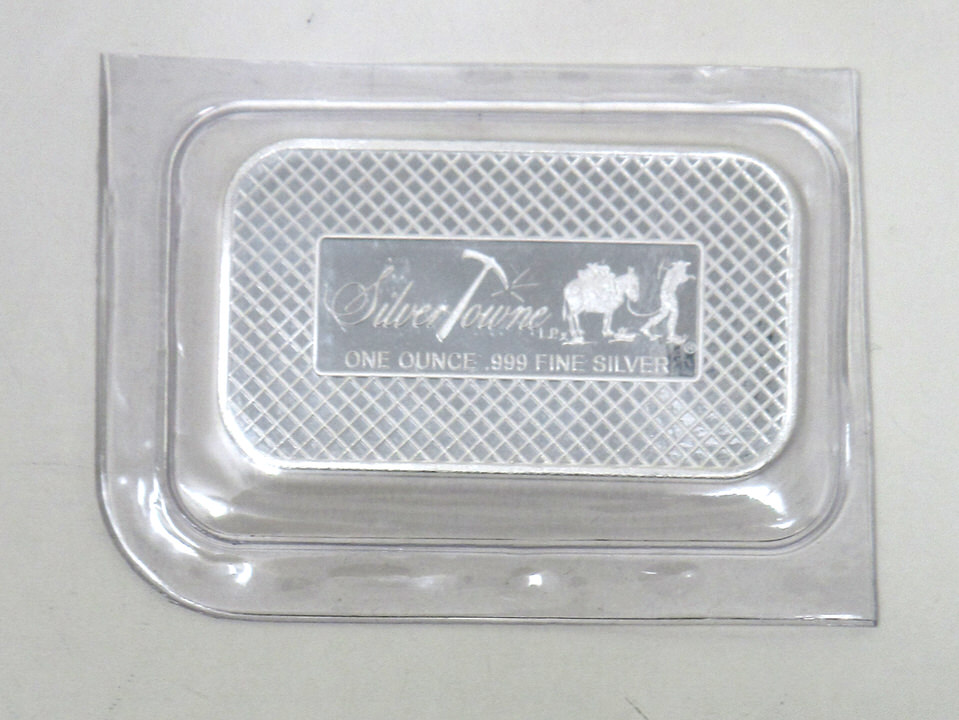 SilverTowne L.P.
ONE OUNCE .999 FINE SILVER